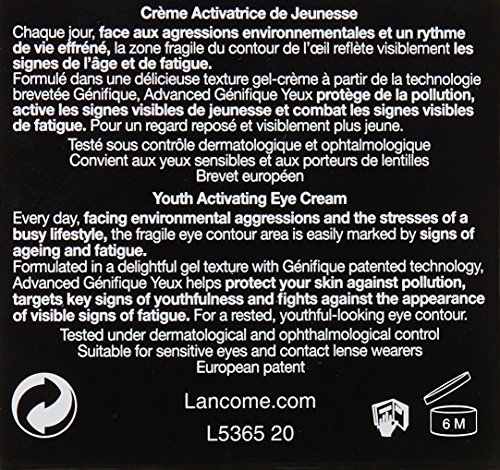 Crème Activatrice de Jeunesse
Chaque jour, face aux agressions environnementales et un rythme
de vie effréné, la zone fragile du contour de l'œil reflète visiblement les
signes de l'âge et de fatigue.
Formulé dans une délicieuse texture gel-crème à partir de la technologie
brevetée Génifique, Advanced Génifique Yeux protège de la pollution,
active les signes visibles de jeunesse et combat les signes visibles
de fatigue. Pour un regard reposé et visiblement plus jeune.
Testé sous contrôle dermatologique et ophtalmologique
Convient aux yeux sensibles et aux porteurs de lentilles
Brevet européen
Youth Activating Eye Cream
Every day, facing environmental aggressions and the stresses of a
busy lifestyle, the fragile eye contour area is easily marked by signs of
ageing and fatigue.
Formulated in a delightful gel texture with Génifique patented technology,
Advanced Génifique Yeux helps protect your skin against pollution,
targets key signs of youthfulness and fights against the appearance
of visible signs of fatigue. For a rested, youthful-looking eye contour.
Tested under dermatological and ophthalmological control
Suitable for sensitive eyes and contact lense wearers
European patent
Lancome.com
L5365 20
6 M